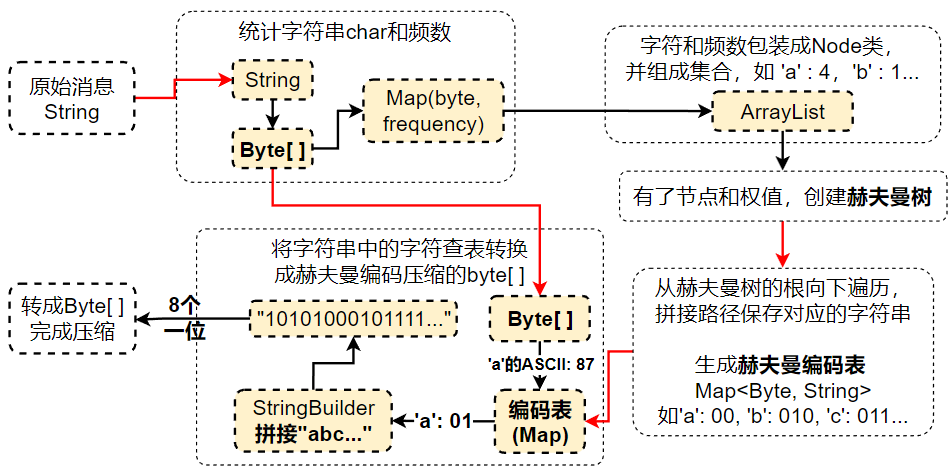 原始消息
String
统计字符串char和频数
String
Byte[ ]
Map(byte,
frequency)
字符和频数包装成Node类，
并组成集合，如 'a' : 4，'b' : 1...
ArrayList
有了节点和权值，创建赫夫曼树
从赫夫曼树的根向下遍历，
拼接路径保存对应的字符串
生成赫夫曼编码表
Map<Byte, String>
如'a': 00, 'b': 010, 'c': 011...
将字符串中的字符查表转换
成赫夫曼编码压缩的byte[ ]
Byte[ ]
'a'的ASCII: 87
编码表
(Map)
'a': 01
StringBuilder
拼接"abc..."
"10101000101111..."
8个
一位
转成Byte[ ]
完成压缩